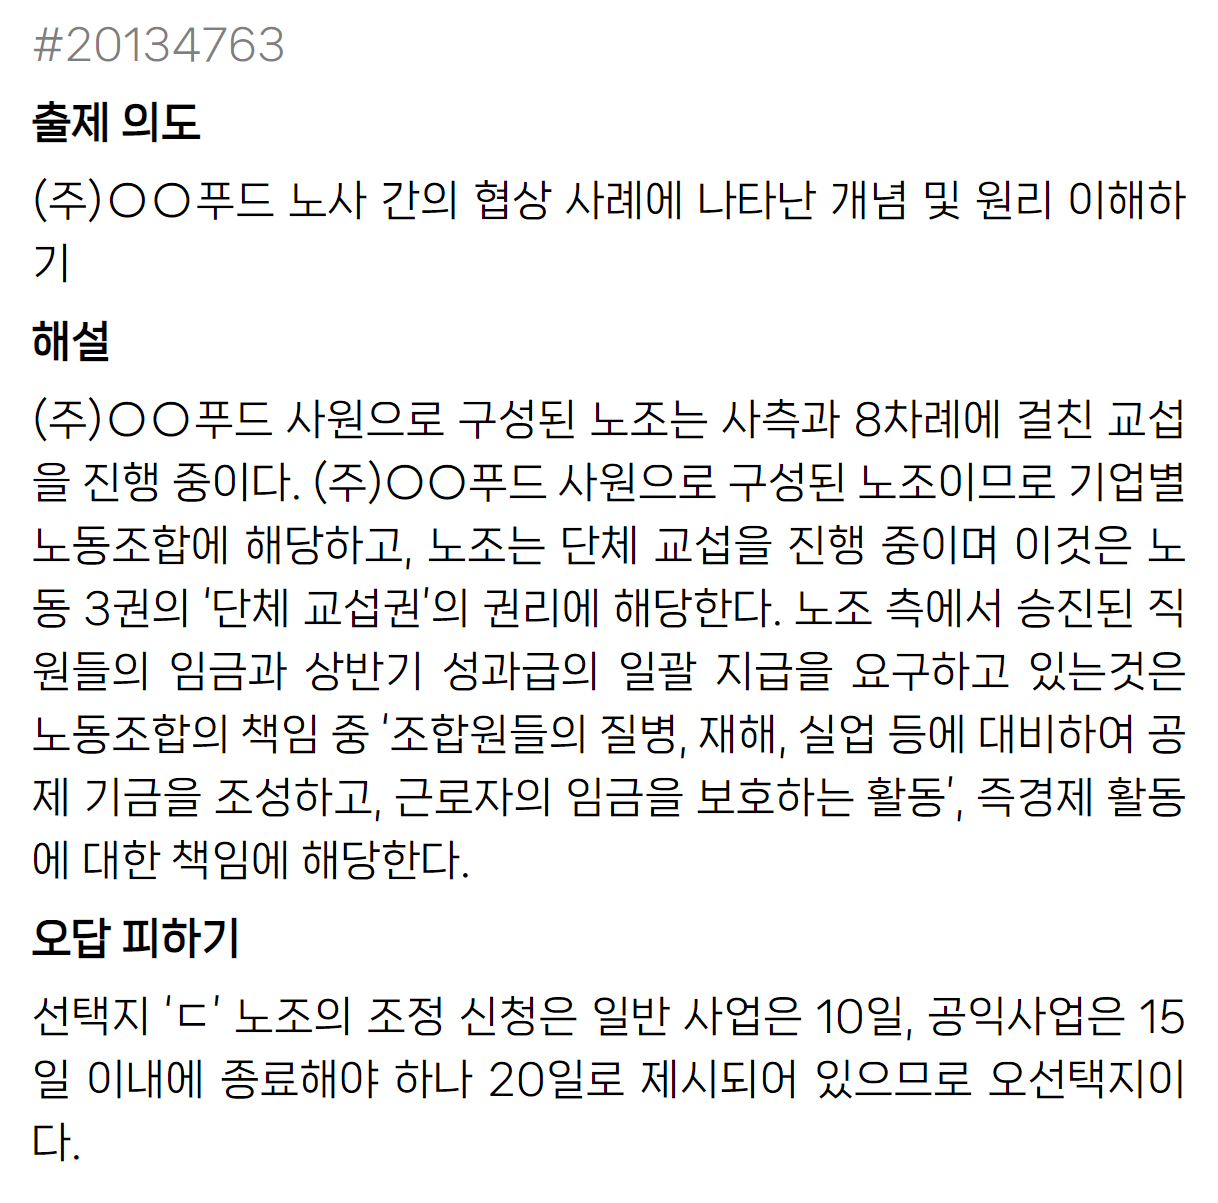 #20134763
출제 의도
(주)○○푸드 노사 간의 협상 사례에 나타난 개념 및 원리 이해하
기
해설
(주)○○푸드 사원으로 구성된 노조는 사측과 8차례에 걸친 교섭
을 진행 중이다. (주)○○푸드 사원으로 구성된 노조이므로 기업별
노동조합에 해당하고, 노조는 단체 교섭을 진행 중이며 이것은 노
동 3권의 '단체 교섭권'의 권리에 해당한다. 노조 측에서 승진된 직
원들의 임금과 상반기 성과급의 일괄 지급을 요구하고 있는것은
노동조합의 책임 중 '조합원들의 질병, 재해, 실업 등에 대비하여 공
제 기금을 조성하고, 근로자의 임금을 보호하는 활동', 즉경제 활동
에 대한 책임에 해당한다.
오답 피하기
선택지 'ㄷ' 노조의 조정 신청은 일반 사업은 10일, 공익사업은 15
일 이내에 종료해야 하나 20일로 제시되어 있으므로 오선택지이
다.